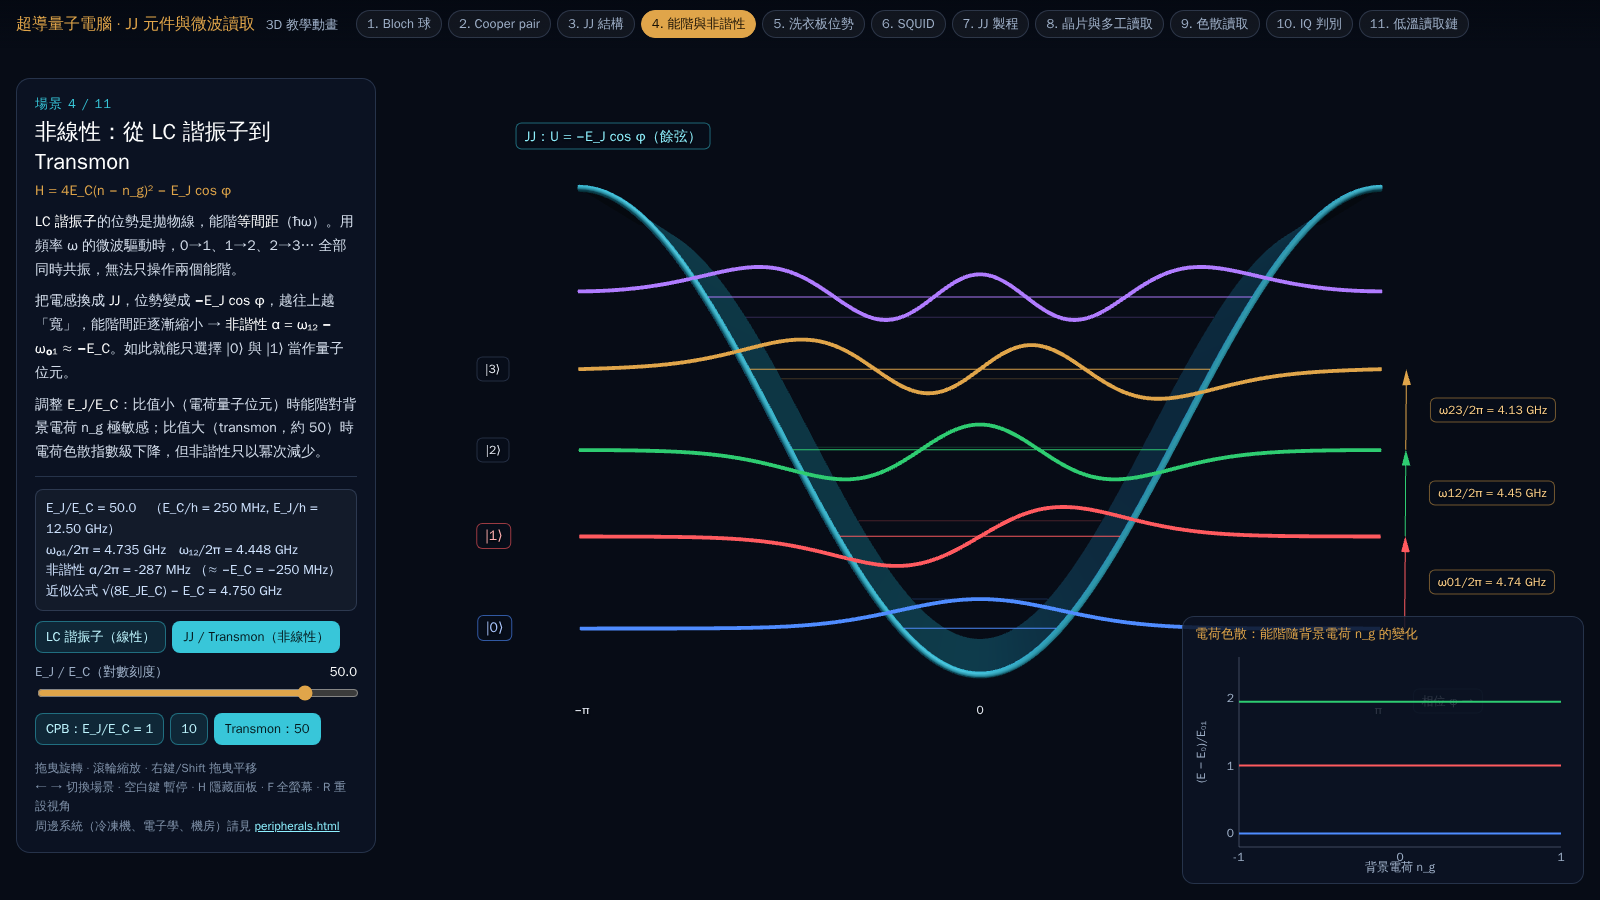 超導量子電腦 · JJ 元件與微波讀取 3D 教學動畫
1. Bloch 球
2. Cooper pair
3. JJ 結構
4. 能階與非諧性
5. 洗衣板位勢
6. SQUID
7. JJ 製程
8. 晶片與多工讀取
9. 色散讀取
10. IQ 判別
11. 低溫讀取鏈
場景 4 / 11
非線性：從 LC 諧振子到
Transmon
H = 4E_C(n − n_g)² − E_J cos φ
LC 諧振子的位勢是拋物線，能階等間距（ħω）。用
頻率 ω 的微波驅動時，0→1、1→2、2→3⋯ 全部
同時共振，無法只操作兩個能階。
把電感換成 JJ，位勢變成 −E_J cos φ，越往上越
「寬」，能階間距逐漸縮小 → 非諧性 α = ω₁₂ −
ω₀₁ ≈ −E_C。如此就能只選擇 |0⟩ 與 |1⟩ 當作量子
位元。
調整 E_J/E_C：比值小（電荷量子位元）時能階對背
景電荷 n_g 極敏感；比值大（transmon，約 50）時
電荷色散指數級下降，但非諧性只以冪次減少。
E_J/E_C = 50.0 （E_C/h = 250 MHz, E_J/h =
12.50 GHz）
ω₀₁/2π = 4.735 GHz ω₁₂/2π = 4.448 GHz
非諧性 α/2π = -287 MHz （≈ −E_C = −250 MHz）
近似公式 √(8E_JE_C) − E_C = 4.750 GHz
LC 諧振子（線性）
JJ / Transmon（非線性）
E_J / E_C（對數刻度） 50.0
CPB：E_J/E_C = 1
10
Transmon：50
拖曳旋轉 · 滾輪縮放 · 右鍵/Shift 拖曳平移
← → 切換場景 · 空白鍵 暫停 · H 隱藏面板 · F 全螢幕 · R 重
設視角
周邊系統（冷凍機、電子學、機房）請見 peripherals.html
JJ：U = −E_J cos φ（餘弦）
|3⟩
|2⟩
|1⟩
|0⟩
ω23/2π = 4.13 GHz
ω12/2π = 4.45 GHz
ω01/2π = 4.74 GHz
−π
0
π
相位 φ
電荷色散：能階隨背景電荷 n_g 的變化
(E − E₀)/E₀₁
2
1
0
-1
0
1
背景電荷 n_g